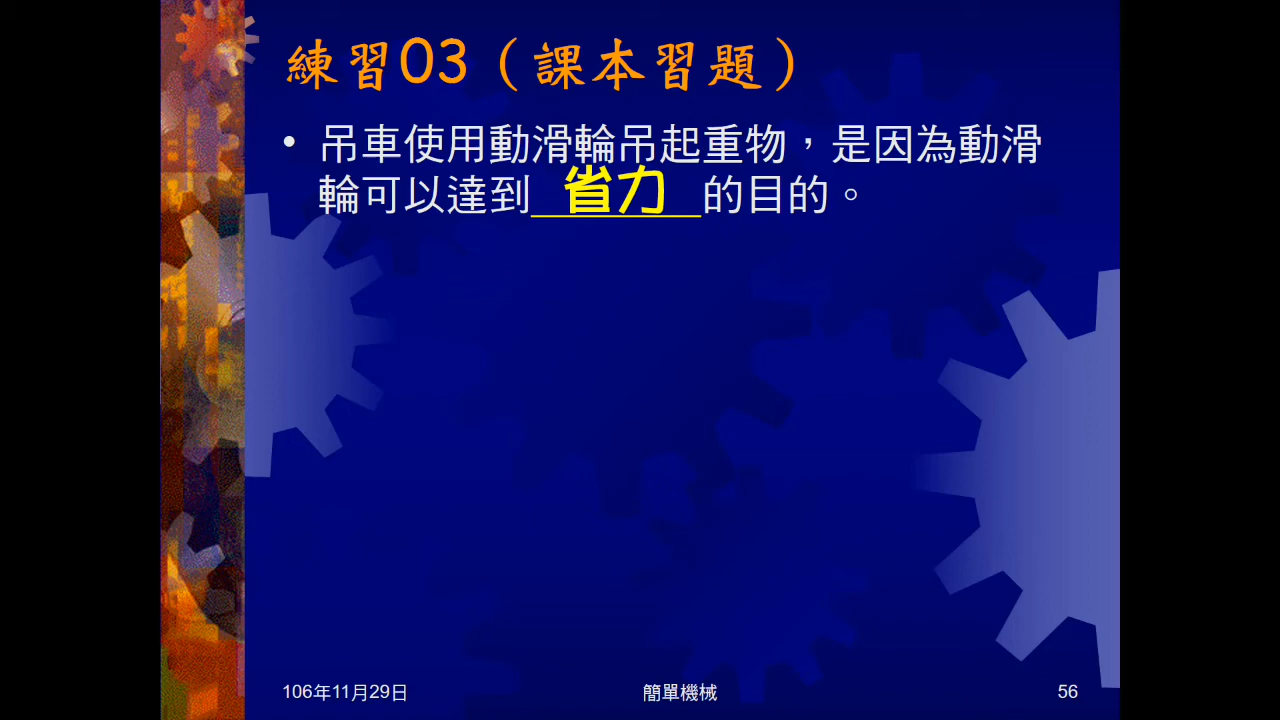 練習03（課本習題）
• 吊車使用動滑輪吊起重物，是因為動滑
輪可以達到 省力 的目的。
106年11月29日 簡單機械 56